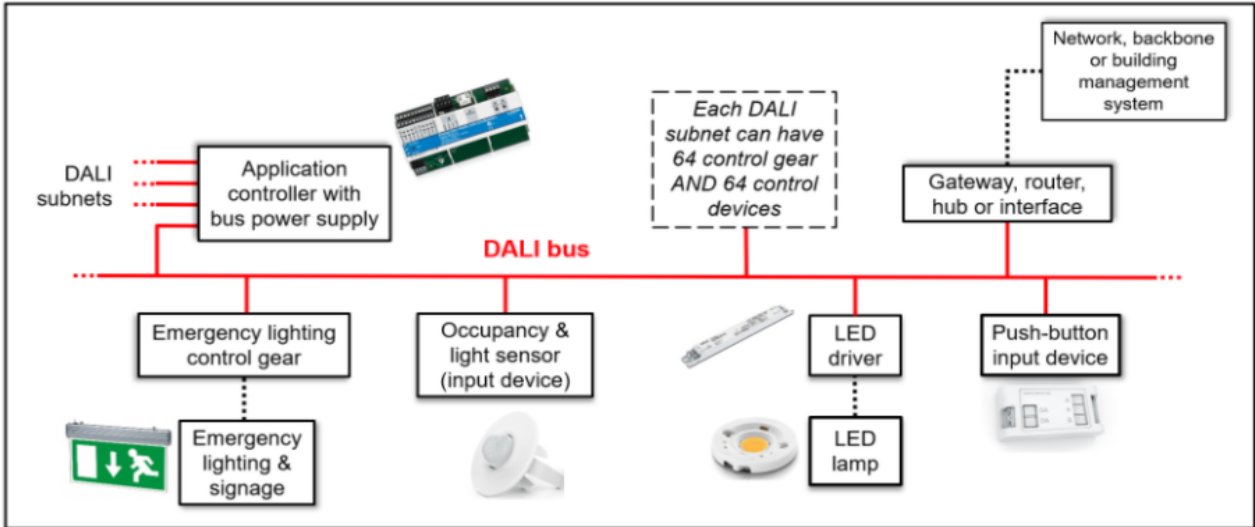 Network, backbone
or building
management
system
Each DALI
subnet can have
64 control gear
AND 64 control
devices
DALI
subnets
Application
controller with
bus power supply
Gateway, router,
hub or interface
DALI bus
Emergency lighting
control gear
Occupancy &
light sensor
(input device)
LED
driver
Push-button
input device
Emergency
lighting &
signage
LED
lamp